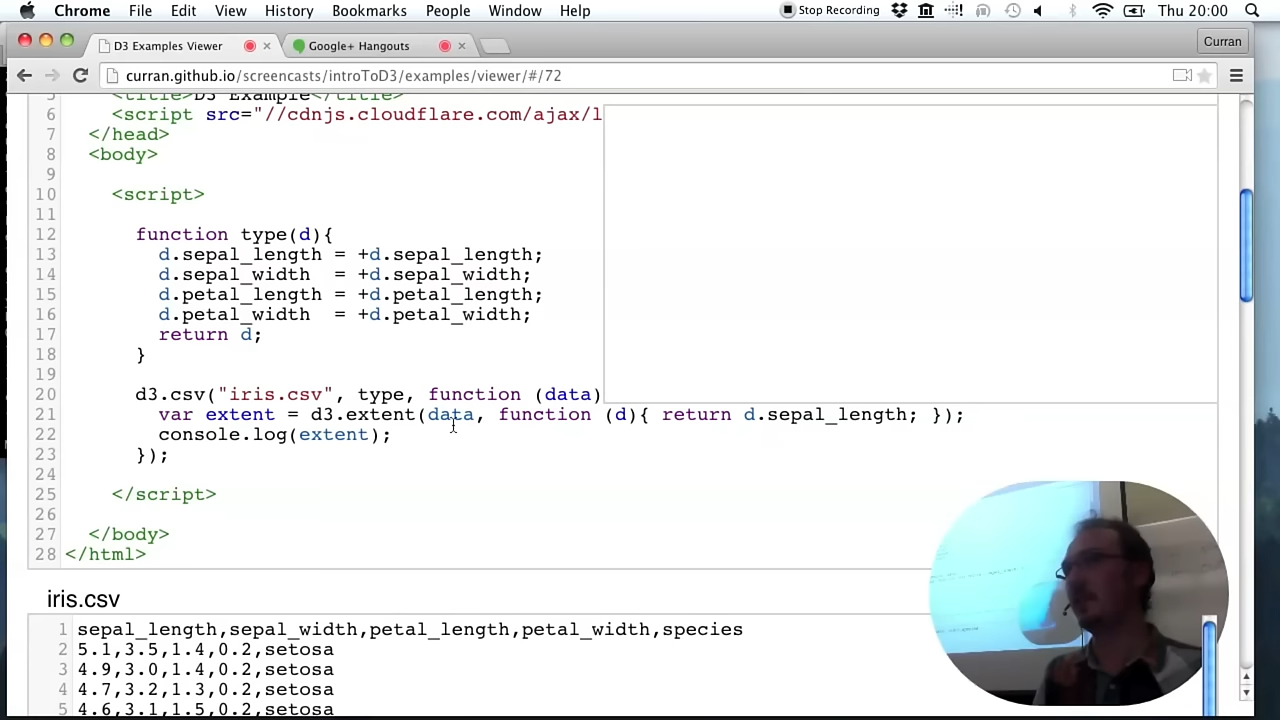 Chrome File Edit View History Bookmarks People Window Help Stop Recording Thu 20:00
D3 Examples Viewer Google+ Hangouts Curran
curran.github.io/screencasts/introToD3/examples/viewer/#/72
5 <title>D3 Example</title>
6 <script src="//cdnjs.cloudflare.com/ajax/l
7 </head>
8 <body>
9
10 <script>
11
12 function type(d){
13 d.sepal_length = +d.sepal_length;
14 d.sepal_width = +d.sepal_width;
15 d.petal_length = +d.petal_length;
16 d.petal_width = +d.petal_width;
17 return d;
18 }
19
20 d3.csv("iris.csv", type, function (data)
21 var extent = d3.extent(data, function (d){ return d.sepal_length; });
22 console.log(extent);
23 });
24
25 </script>
26
27 </body>
28 </html>
iris.csv
1 sepal_length,sepal_width,petal_length,petal_width,species
2 5.1,3.5,1.4,0.2,setosa
3 4.9,3.0,1.4,0.2,setosa
4 4.7,3.2,1.3,0.2,setosa
5 4.6,3.1,1.5,0.2,setosa